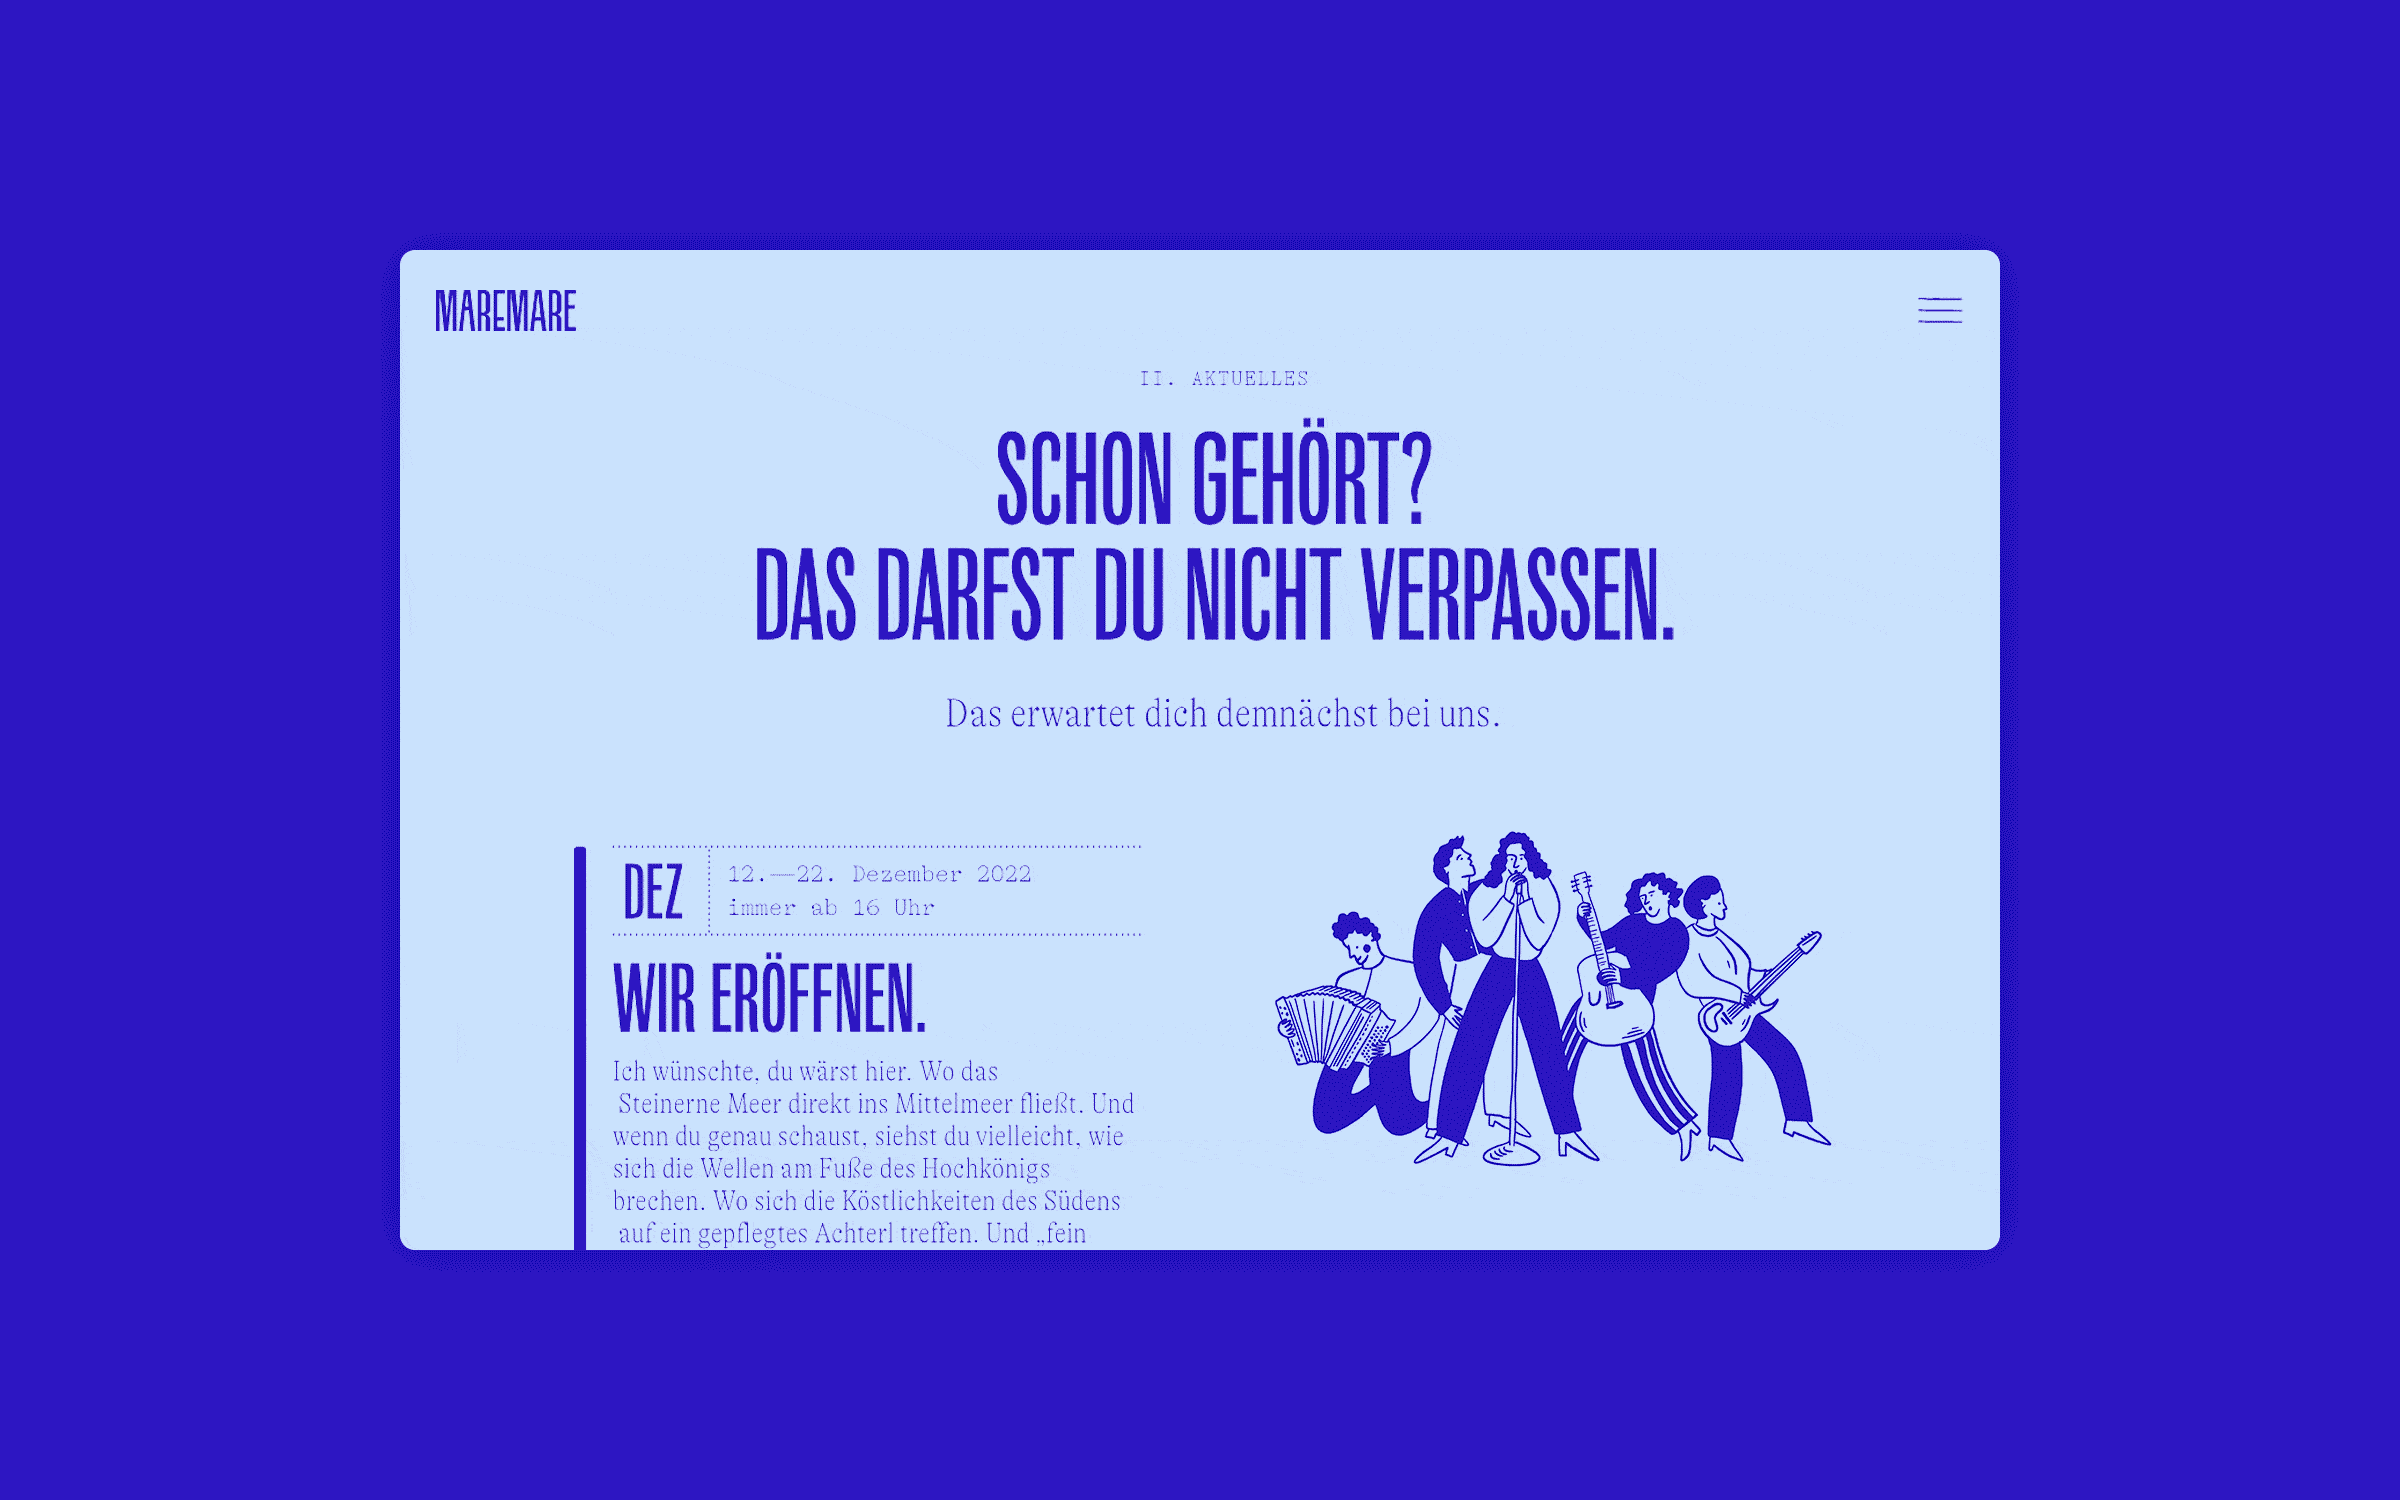 MAREMARE
II. AKTUELLES
SCHON GEHÖRT?
DAS DARFST DU NICHT VERPASSEN.
Das erwartet dich demnächst bei uns.
DEZ
12.—22. Dezember 2022
immer ab 16 Uhr
WIR ERÖFFNEN.
Ich wünschte, du wärst hier. Wo das
Steinerne Meer direkt ins Mittelmeer fließt. Und
wenn du genau schaust, siehst du vielleicht, wie
sich die Wellen am Fuße des Hochkönigs
brechen. Wo sich die Köstlichkeiten des Südens
auf ein gepflegtes Achterl treffen. Und „fein